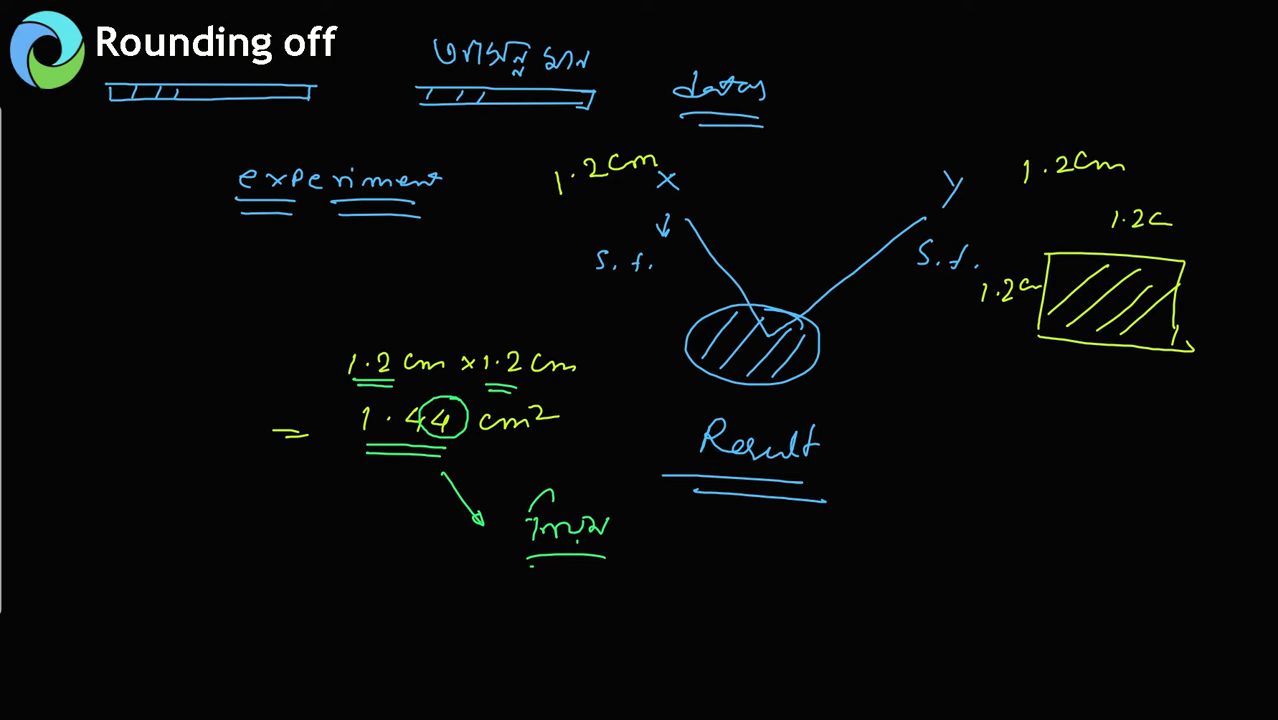 Rounding off
datas
experiment
1.2cm X
Y 1.2cm
1.2c
S. f.
S. f.
1.2cm
1.2 cm × 1.2 cm
= 1.44 cm²
Result